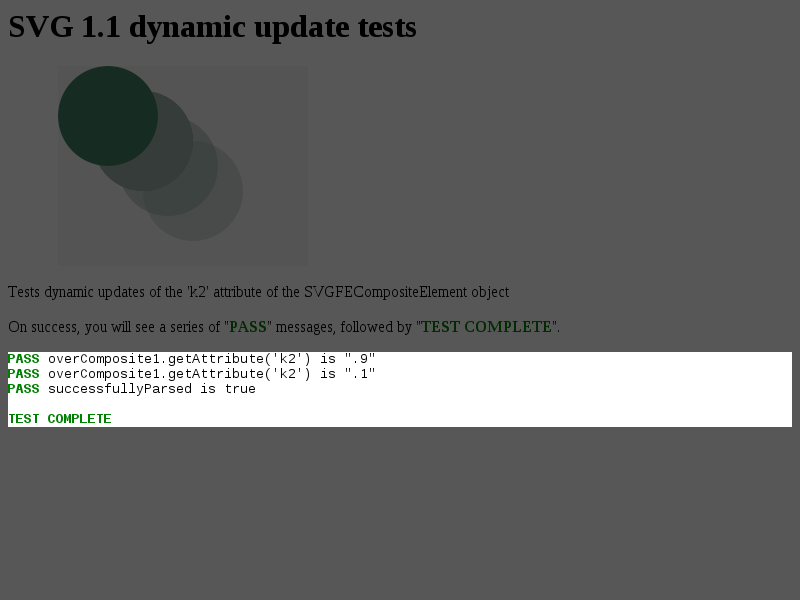 SVG 1.1 dynamic update tests
Tests dynamic updates of the 'k2' attribute of the SVGFECompositeElement object
On success, you will see a series of "PASS" messages, followed by "TEST COMPLETE".
PASS overComposite1.getAttribute('k2') is ".9"
PASS overComposite1.getAttribute('k2') is ".1"
PASS successfullyParsed is true
TEST COMPLETE